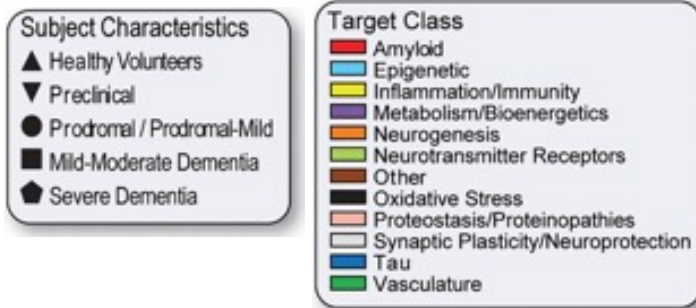 Subject Characteristics
Healthy Volunteers
Preclinical
Prodromal / Prodromal-Mild
Mild-Moderate Dementia
Severe Dementia
Target Class
Amyloid
Epigenetic
Inflammation/Immunity
Metabolism/Bioenergetics
Neurogenesis
Neurotransmitter Receptors
Other
Oxidative Stress
Proteostasis/Proteinopathies
Synaptic Plasticity/Neuroprotection
Tau
Vasculature